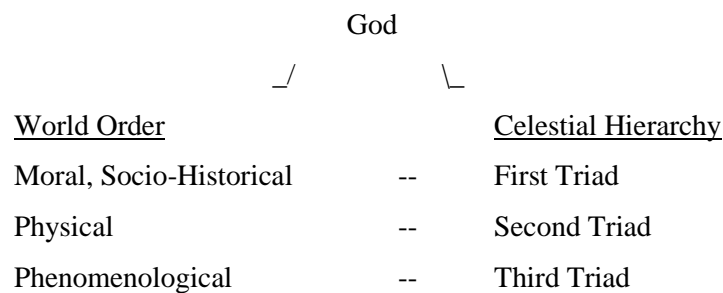 God
_/ \_
World Order Celestial Hierarchy
Moral, Socio-Historical -- First Triad
Physical -- Second Triad
Phenomenological -- Third Triad